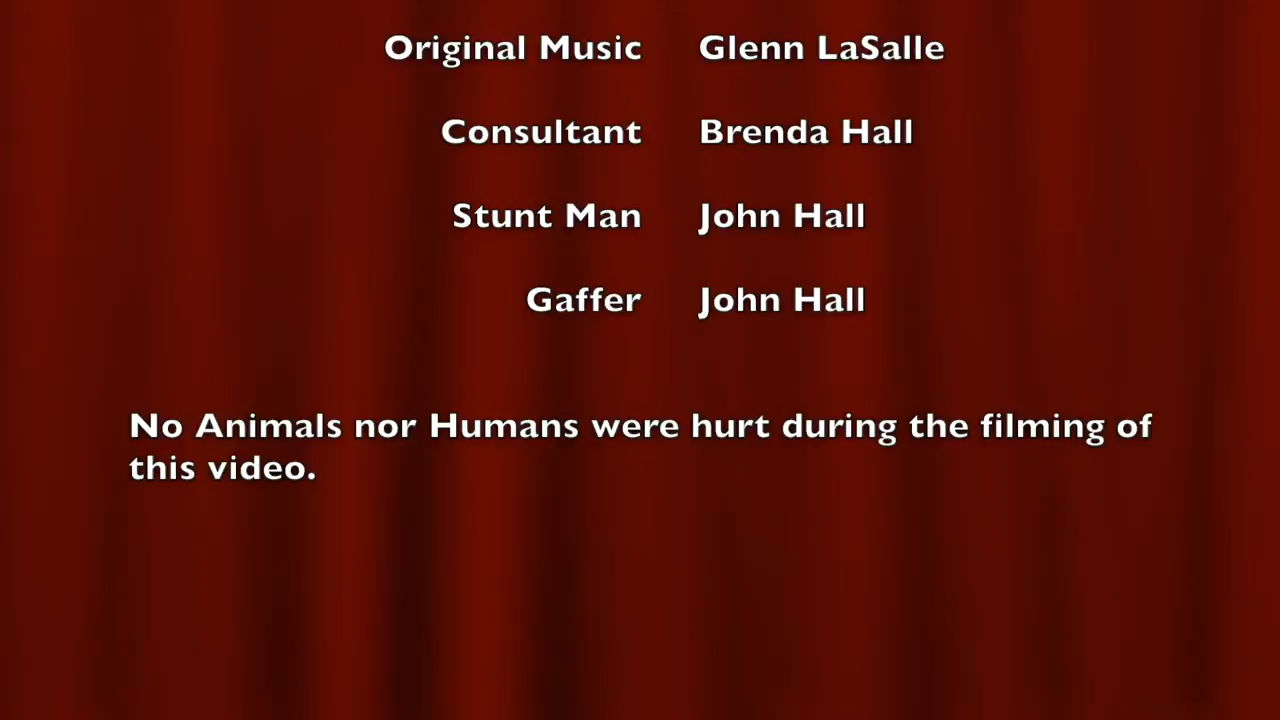 Original Music Glenn LaSalle
Consultant Brenda Hall
Stunt Man John Hall
Gaffer John Hall
No Animals nor Humans were hurt during the filming of
this video.